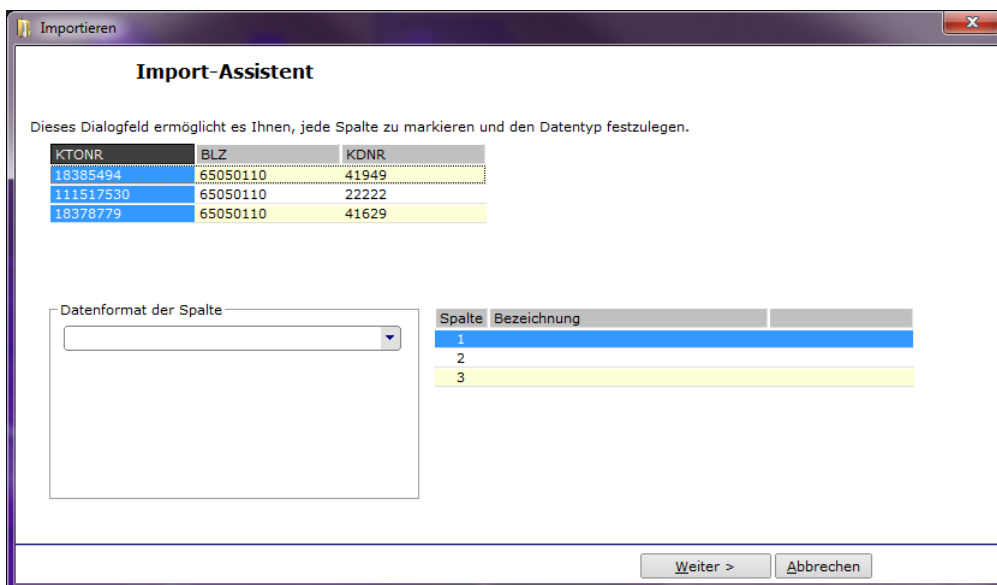 Importieren
Import-Assistent
Dieses Dialogfeld ermöglicht es Ihnen, jede Spalte zu markieren und den Datentyp festzulegen.
KTONR BLZ KDNR
18385494 65050110 41949
111517530 65050110 22222
18378779 65050110 41629
Datenformat der Spalte
Spalte Bezeichnung
1
2
3
Weiter > Abbrechen